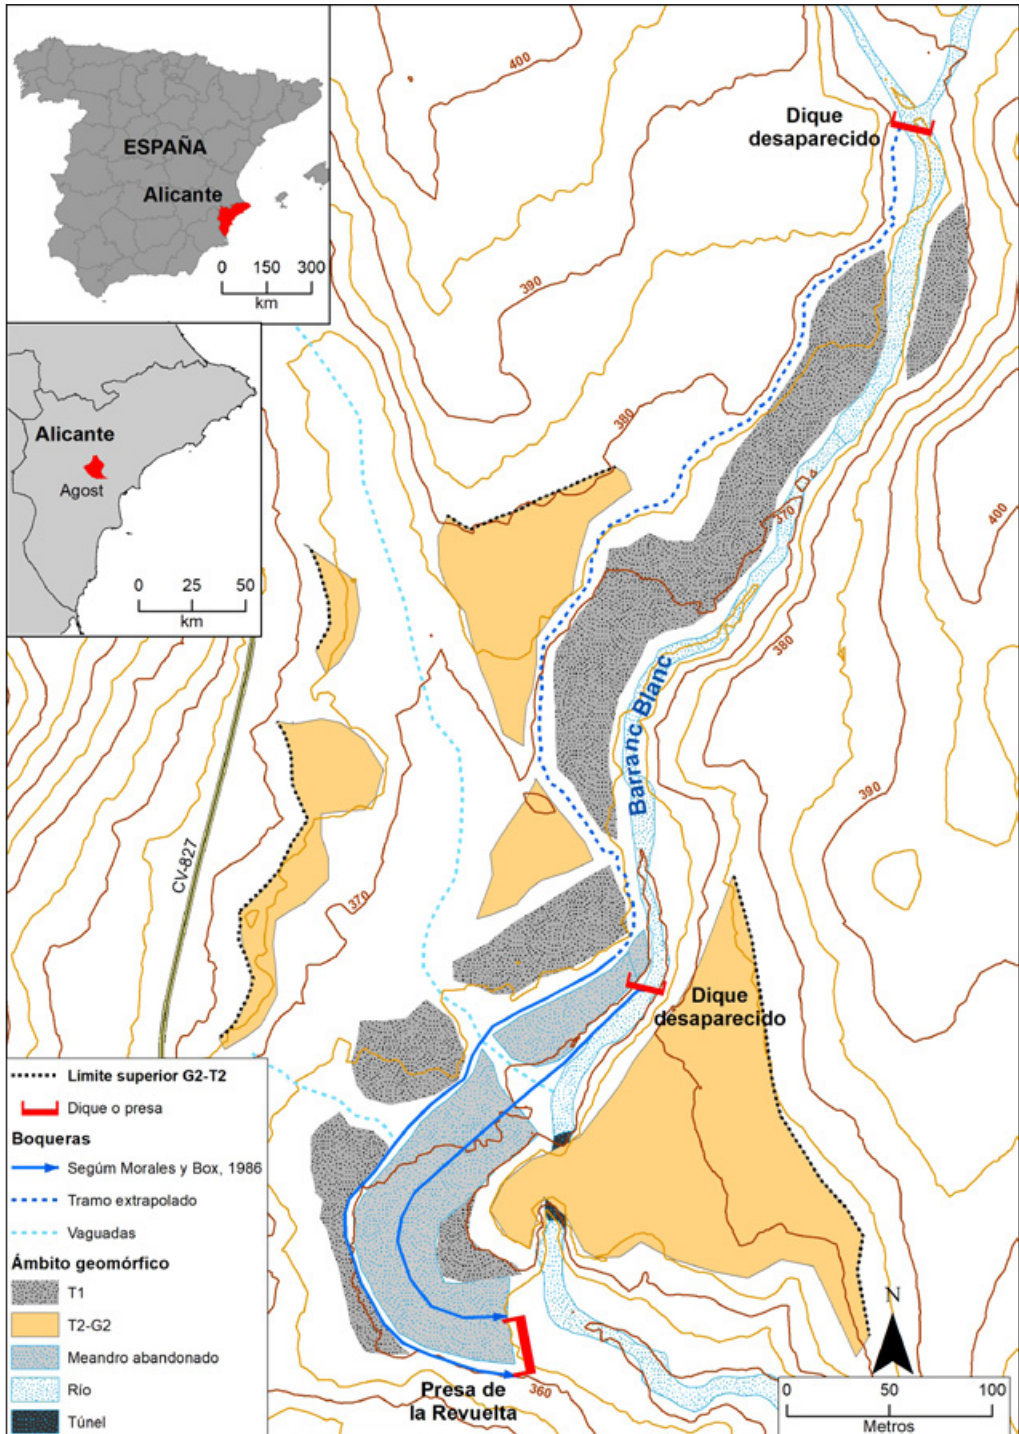 ESPAÑA
Alicante
0 150 300
km
Alicante
Agost
0 25 50
km
400
Dique
desaparecido
390
380
370
400
380
Barranc Blanc
390
CV-827
370
Dique
desaparecido
Límite superior G2-T2
Dique o presa
Boqueras
Segúm Morales y Box, 1986
Tramo extrapolado
Vaguadas
Ámbito geomórfico
T1
T2-G2
Meandro abandonado
Río
Túnel
Presa de
la Revuelta
360
N
0 50 100
Metros